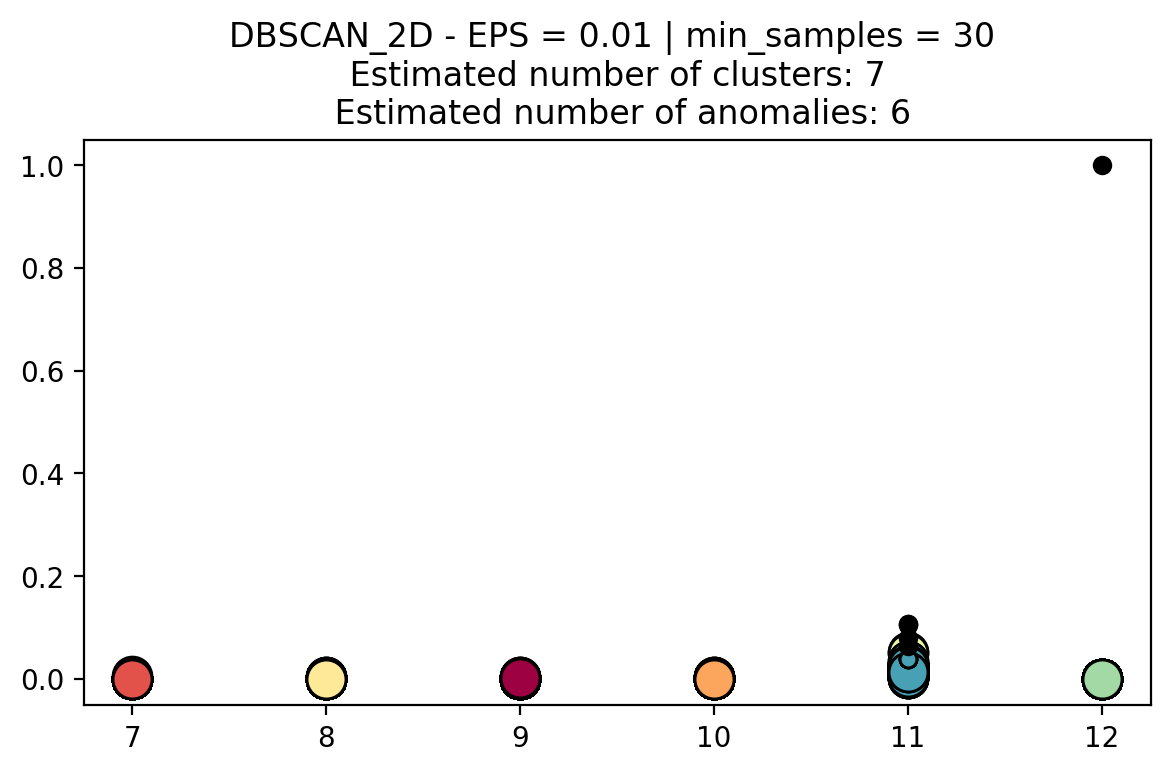 DBSCAN_2D - EPS = 0.01 | min_samples = 30
Estimated number of clusters: 7
Estimated number of anomalies: 6
1.0
0.8
0.6
0.4
0.2
0.0
7 8 9 10 11 12